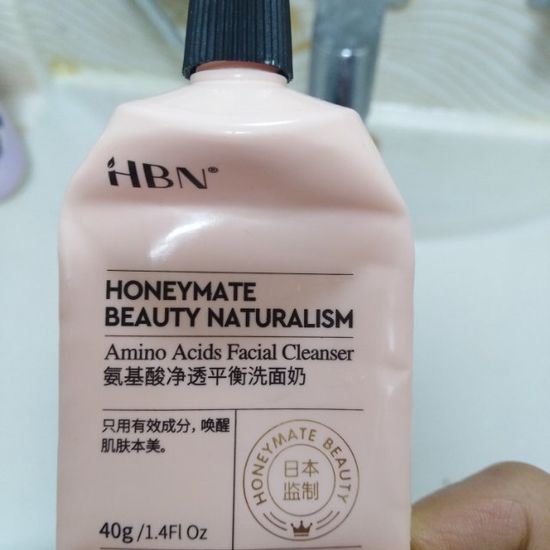 HBN®
HONEYMATE
BEAUTY NATURALISM
Amino Acids Facial Cleanser
氨基酸净透平衡洗面奶
只用有效成分，唤醒
肌肤本美。
HONEYMATE BEAUTY
日本
监制
40g/1.4Fl Oz